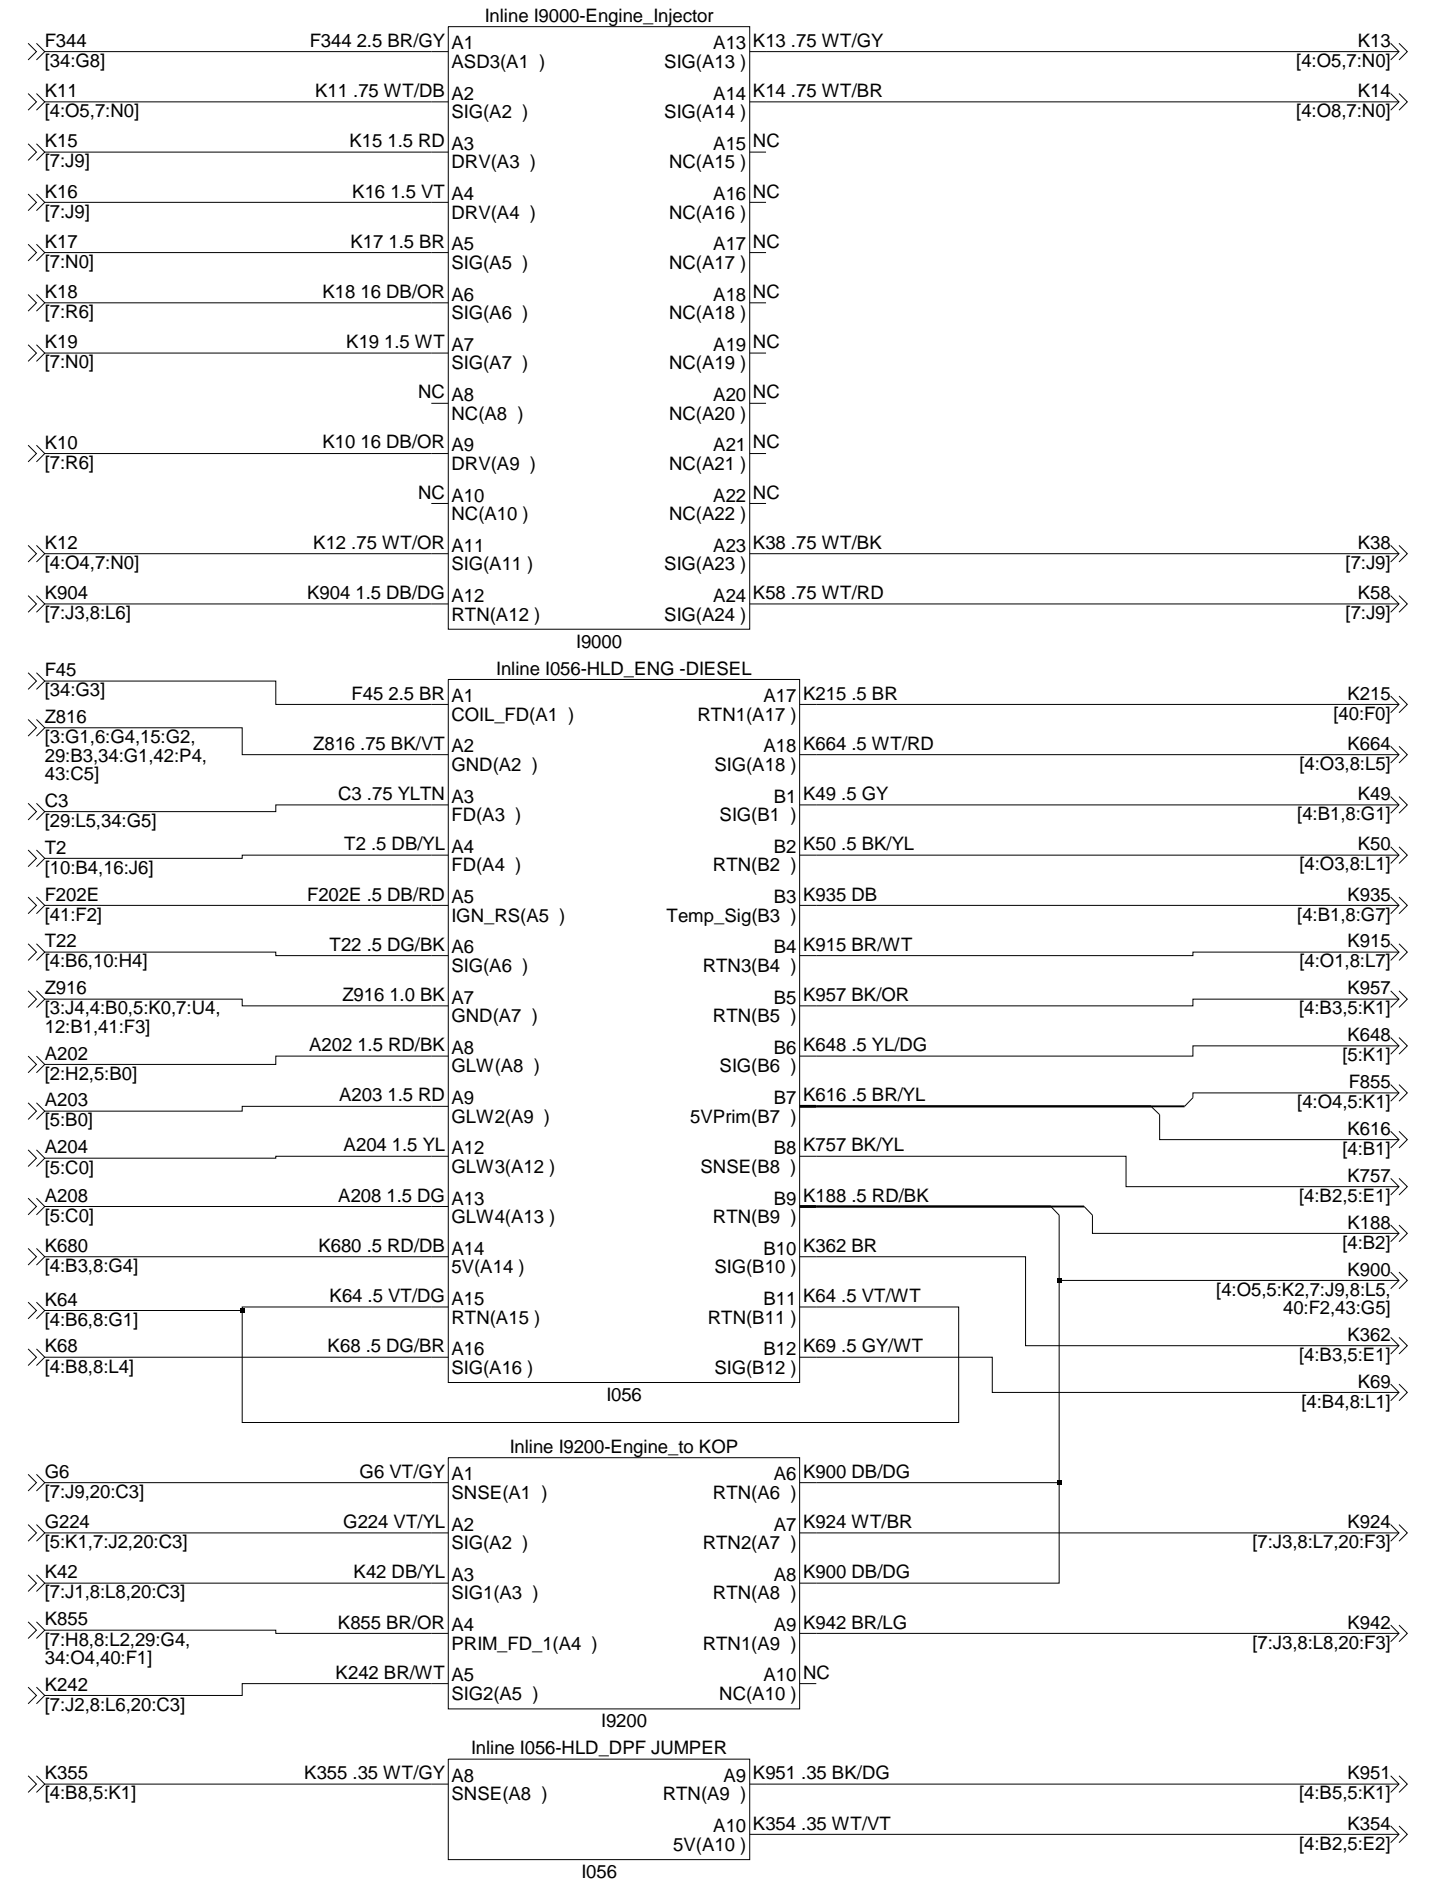 Inline I9000-Engine_Injector
F344 F344 2.5 BR/GY A1 A13 K13 .75 WT/GY K13
[34:G8] ASD3(A1 ) SIG(A13 ) [4:O5,7:N0]
K11 K11 .75 WT/DB A2 A14 K14 .75 WT/BR K14
[4:O5,7:N0] SIG(A2 ) SIG(A14 ) [4:O8,7:N0]
K15 K15 1.5 RD A3 A15 NC
[7:J9] DRV(A3 ) NC(A15 )
K16 K16 1.5 VT A4 A16 NC
[7:J9] DRV(A4 ) NC(A16 )
K17 K17 1.5 BR A5 A17 NC
[7:N0] SIG(A5 ) NC(A17 )
K18 K18 16 DB/OR A6 A18 NC
[7:R6] SIG(A6 ) NC(A18 )
K19 K19 1.5 WT A7 A19 NC
[7:N0] SIG(A7 ) NC(A19 )
NC A8 A20 NC
NC(A8 ) NC(A20 )
K10 K10 16 DB/OR A9 A21 NC
[7:R6] DRV(A9 ) NC(A21 )
NC A10 A22 NC
NC(A10 ) NC(A22 )
K12 K12 .75 WT/OR A11 A23 K38 .75 WT/BK K38
[4:O4,7:N0] SIG(A11 ) SIG(A23 ) [7:J9]
K904 K904 1.5 DB/DG A12 A24 K58 .75 WT/RD K58
[7:J3,8:L6] RTN(A12 ) SIG(A24 ) [7:J9]
I9000
Inline I056-HLD_ENG -DIESEL
F45 F45 2.5 BR A1 A17 K215 .5 BR K215
[34:G3] COIL_FD(A1 ) RTN1(A17 ) [40:F0]
Z816 Z816 .75 BK/VT A2 A18 K664 .5 WT/RD K664
[3:G1,6:G4,15:G2, GND(A2 ) SIG(A18 ) [4:O3,8:L5]
29:B3,34:G1,42:P4,
43:C5]
C3 C3 .75 YLTN A3 B1 K49 .5 GY K49
[29:L5,34:G5] FD(A3 ) SIG(B1 ) [4:B1,8:G1]
T2 T2 .5 DB/YL A4 B2 K50 .5 BK/YL K50
[10:B4,16:J6] FD(A4 ) RTN(B2 ) [4:O3,8:L1]
F202E F202E .5 DB/RD A5 B3 K935 DB K935
[41:F2] IGN_RS(A5 ) Temp_Sig(B3 ) [4:B1,8:G7]
T22 T22 .5 DG/BK A6 B4 K915 BR/WT K915
[4:B6,10:H4] SIG(A6 ) RTN3(B4 ) [4:O1,8:L7]
Z916 Z916 1.0 BK A7 B5 K957 BK/OR K957
[3:J4,4:B0,5:K0,7:U4, GND(A7 ) RTN(B5 ) [4:B3,5:K1]
12:B1,41:F3]
A202 A202 1.5 RD/BK A8 B6 K648 .5 YL/DG K648
[2:H2,5:B0] GLW(A8 ) SIG(B6 ) [5:K1]
A203 A203 1.5 RD A9 B7 K616 .5 BR/YL F855
[5:B0] GLW2(A9 ) 5VPrim(B7 ) [4:O4,5:K1]
K616
[4:B1]
A204 A204 1.5 YL A12 B8 K757 BK/YL K757
[5:C0] GLW3(A12 ) SNSE(B8 ) [4:B2,5:E1]
A208 A208 1.5 DG A13 B9 K188 .5 RD/BK K188
[5:C0] GLW4(A13 ) RTN(B9 ) [4:B2]
K900
[4:O5,5:K2,7:J9,8:L5,
40:F2,43:G5]
K680 K680 .5 RD/DB A14 B10 K362 BR K362
[4:B3,8:G4] 5V(A14 ) SIG(B10 ) [4:B3,5:E1]
K64 K64 .5 VT/DG A15 B11 K64 .5 VT/WT
[4:B6,8:G1] RTN(A15 ) RTN(B11 )
K68 K68 .5 DG/BR A16 B12 K69 .5 GY/WT K69
[4:B8,8:L4] SIG(A16 ) SIG(B12 ) [4:B4,8:L1]
I056
Inline I9200-Engine_to KOP
G6 G6 VT/GY A1 A6 K900 DB/DG
[7:J9,20:C3] SNSE(A1 ) RTN(A6 )
G224 G224 VT/YL A2 A7 K924 WT/BR K924
[5:K1,7:J2,20:C3] SIG(A2 ) RTN2(A7 ) [7:J3,8:L7,20:F3]
K42 K42 DB/YL A3 A8 K900 DB/DG
[7:J1,8:L8,20:C3] SIG1(A3 ) RTN(A8 )
K855 K855 BR/OR A4 A9 K942 BR/LG K942
[7:H8,8:L2,29:G4, PRIM_FD_1(A4 ) RTN1(A9 ) [7:J3,8:L8,20:F3]
34:O4,40:F1]
K242 K242 BR/WT A5 A10 NC
[7:J2,8:L6,20:C3] SIG2(A5 ) NC(A10 )
I9200
Inline I056-HLD_DPF JUMPER
K355 K355 .35 WT/GY A8 A9 K951 .35 BK/DG K951
[4:B8,5:K1] SNSE(A8 ) RTN(A9 ) [4:B5,5:K1]
A10 K354 .35 WT/VT K354
5V(A10 ) [4:B2,5:E2]
I056